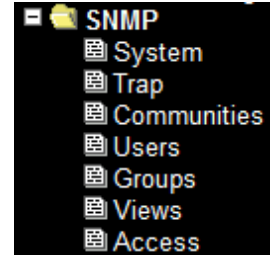 SNMP
System
Trap
Communities
Users
Groups
Views
Access